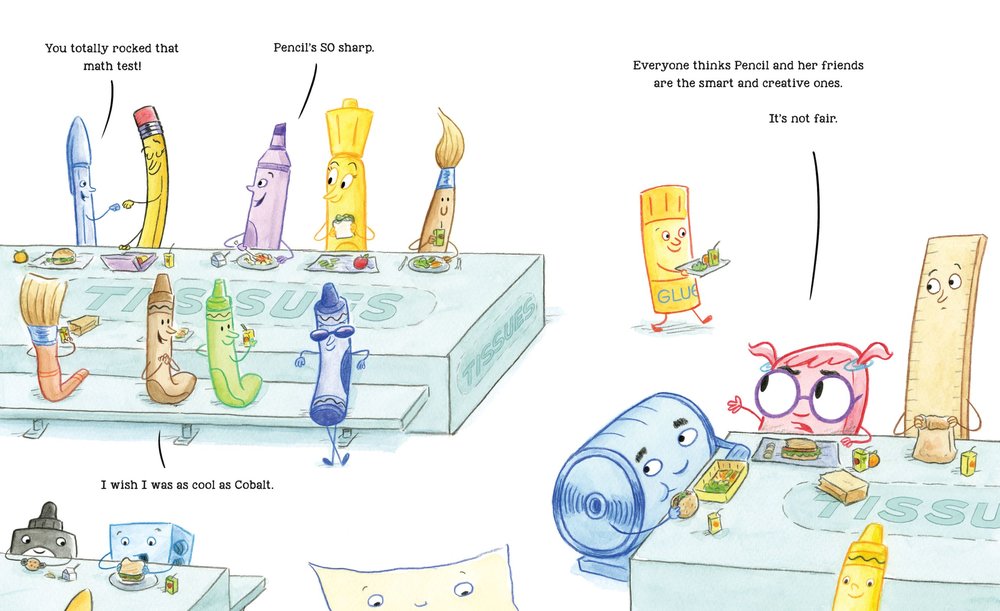 You totally rocked that
math test!
Pencil's SO sharp.
TISSUES
TISSUES
I wish I was as cool as Cobalt.
Everyone thinks Pencil and her friends
are the smart and creative ones.
It's not fair.
GLUE
TISSUES